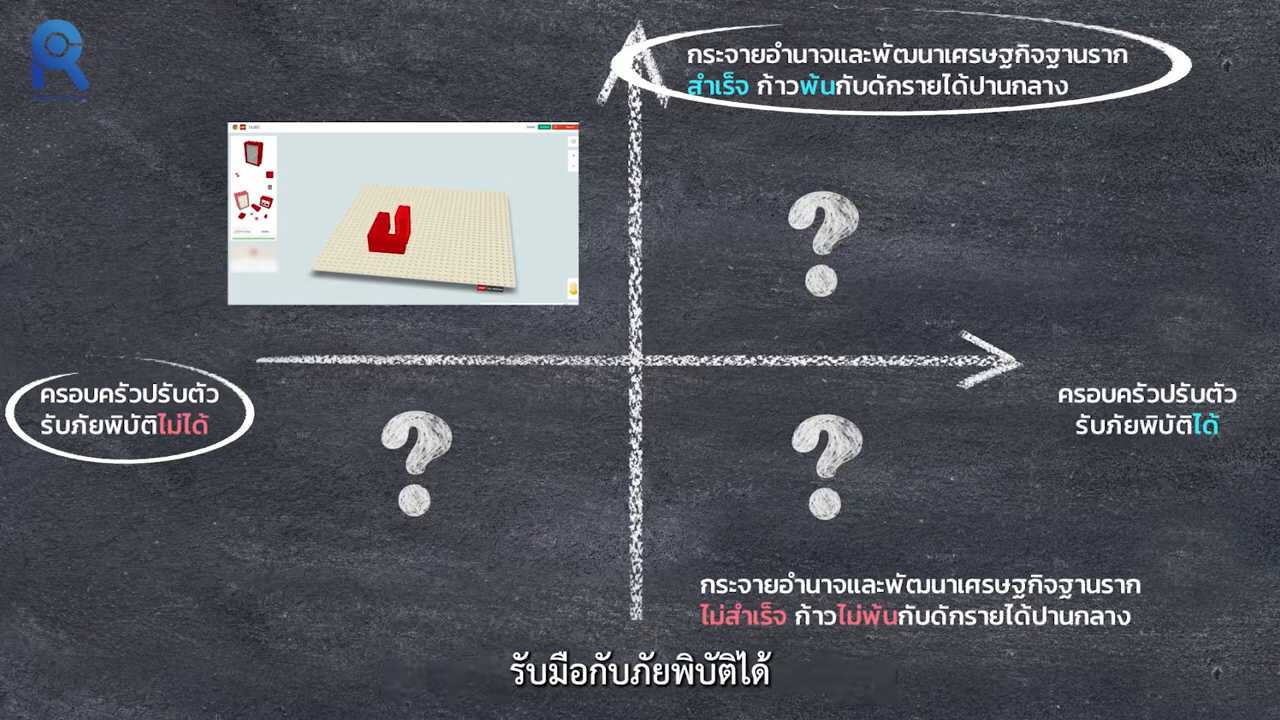 กระจายอำนาจและพัฒนาเศรษฐกิจฐานราก
สำเร็จ ก้าวพ้นกับดักรายได้ปานกลาง
ครอบครัวปรับตัว
รับภัยพิบัติไม่ได้
ครอบครัวปรับตัว
รับภัยพิบัติได้
กระจายอำนาจและพัฒนาเศรษฐกิจฐานราก
ไม่สำเร็จ ก้าวไม่พ้นกับดักรายได้ปานกลาง
รับมือกับภัยพิบัติได้